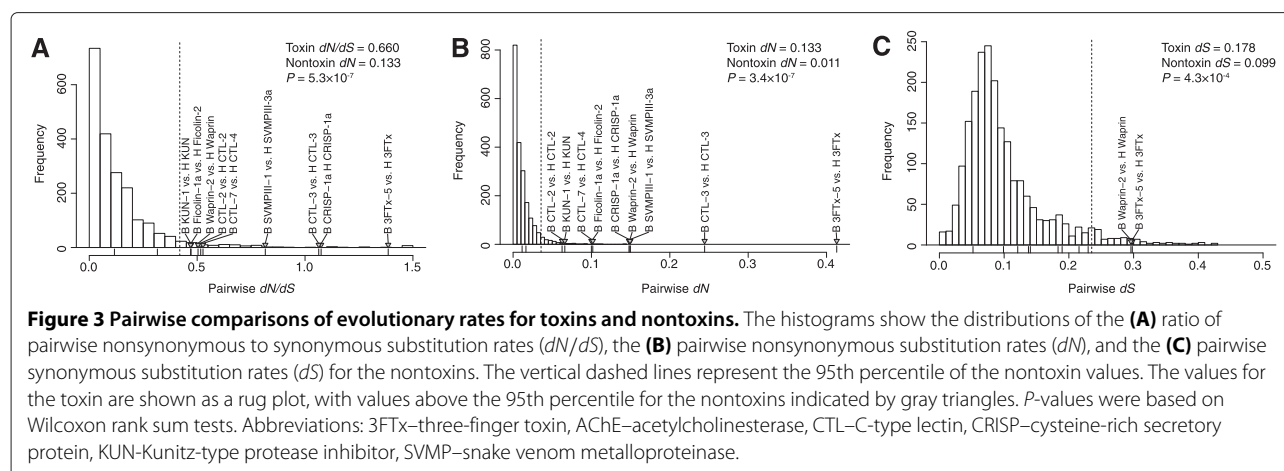 A
Toxin dN/dS = 0.660
Nontoxin dN = 0.133
P = 5.3×10⁻⁷
Frequency
0
200
400
600
B KUN−1 vs. H KUN
B Ficolin−1a vs. H Ficolin-2
B Waprin−2 vs. H Waprin
B CTL−2 vs. H CTL-2
B CTL−7 vs. H CTL-4
B SVMPIII−1 vs. H SVMPIII-3a
B CTL−3 vs. H CTL-3
B CRISP−1a H CRISP-1a
B 3FTx−5 vs. H 3FTx
0.0
0.5
1.0
1.5
Pairwise dN/dS
B
Toxin dN = 0.133
Nontoxin dN = 0.011
P = 3.4×10⁻⁷
Frequency
0
200
400
600
800
B CTL−2 vs. H CTL-2
B KUN−1 vs. H KUN
B CTL−7 vs. H CTL-4
B Ficolin−1a vs. H Ficolin-2
B CRISP−1a vs. H CRISP-1a
B Waprin−2 vs. H Waprin
B SVMPIII−1 vs. H SVMPIII-3a
B CTL−3 vs. H CTL-3
B 3FTx−5 vs. H 3FTx
0.0
0.1
0.2
0.3
0.4
Pairwise dN
C
Toxin dS = 0.178
Nontoxin dS = 0.099
P = 4.3×10⁻⁴
Frequency
0
50
100
150
200
250
B Waprin−2 vs. H Waprin
B 3FTx−5 vs. H 3FTx
0.0
0.1
0.2
0.3
0.4
0.5
Pairwise dS
Figure 3 Pairwise comparisons of evolutionary rates for toxins and nontoxins. The histograms show the distributions of the (A) ratio of
pairwise nonsynonymous to synonymous substitution rates (dN/dS), the (B) pairwise nonsynonymous substitution rates (dN), and the (C) pairwise
synonymous substitution rates (dS) for the nontoxins. The vertical dashed lines represent the 95th percentile of the nontoxin values. The values for
the toxin are shown as a rug plot, with values above the 95th percentile for the nontoxins indicated by gray triangles. P-values were based on
Wilcoxon rank sum tests. Abbreviations: 3FTx–three-finger toxin, AChE–acetylcholinesterase, CTL–C-type lectin, CRISP–cysteine-rich secretory
protein, KUN-Kunitz-type protease inhibitor, SVMP–snake venom metalloproteinase.